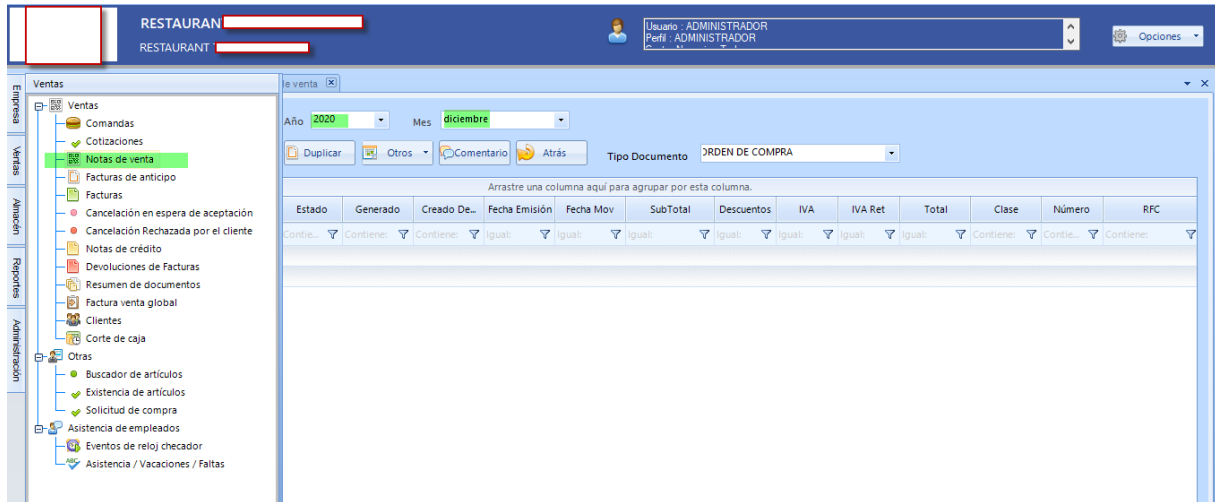 RESTAURAN
RESTAURANT
Usuario : ADMINISTRADOR
Perfil : ADMINISTRADOR
Opciones
Empresa
Ventas
Almacén
Reportes
Administración
Ventas
Ventas
Comandas
Cotizaciones
Notas de venta
Facturas de anticipo
Facturas
Cancelación en espera de aceptación
Cancelación Rechazada por el cliente
Notas de crédito
Devoluciones de Facturas
Resumen de documentos
Factura venta global
Clientes
Corte de caja
Otras
Buscador de artículos
Existencia de artículos
Solicitud de compra
Asistencia de empleados
Eventos de reloj checador
Asistencia / Vacaciones / Faltas
de venta
Año 2020 Mes diciembre
Duplicar Otros Comentario Atrás Tipo Documento ORDEN DE COMPRA
Arrastre una columna aquí para agrupar por esta columna.
Estado Generado Creado De... Fecha Emisión Fecha Mov SubTotal Descuentos IVA IVA Ret Total Clase Número RFC
Contie... Contiene: Contiene: Igual: Igual: Igual: Igual: Igual: Igual: Igual: Contiene: Contie... Contiene: